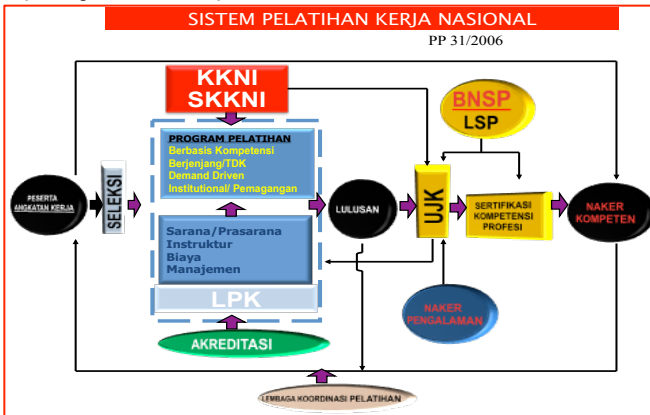 SISTEM PELATIHAN KERJA NASIONAL
PP 31/2006
KKNI
SKKNI
BNSP
LSP
PROGRAM PELATIHAN
Berbasis Kompetensi
Berjenjang/TDK
Demand Driven
Institutional/ Pemagangan
PESERTA
ANGKATAN KERJA
SELEKSI
LULUSAN
UJK
SERTIFIKASI
KOMPETENSI
PROFESI
NAKER
KOMPETEN
Sarana/Prasarana
Instruktur
Biaya
Manajemen
LPK
NAKER
PENGALAMAN
AKREDITASI
LEMBAGA KOORDINASI PELATIHAN